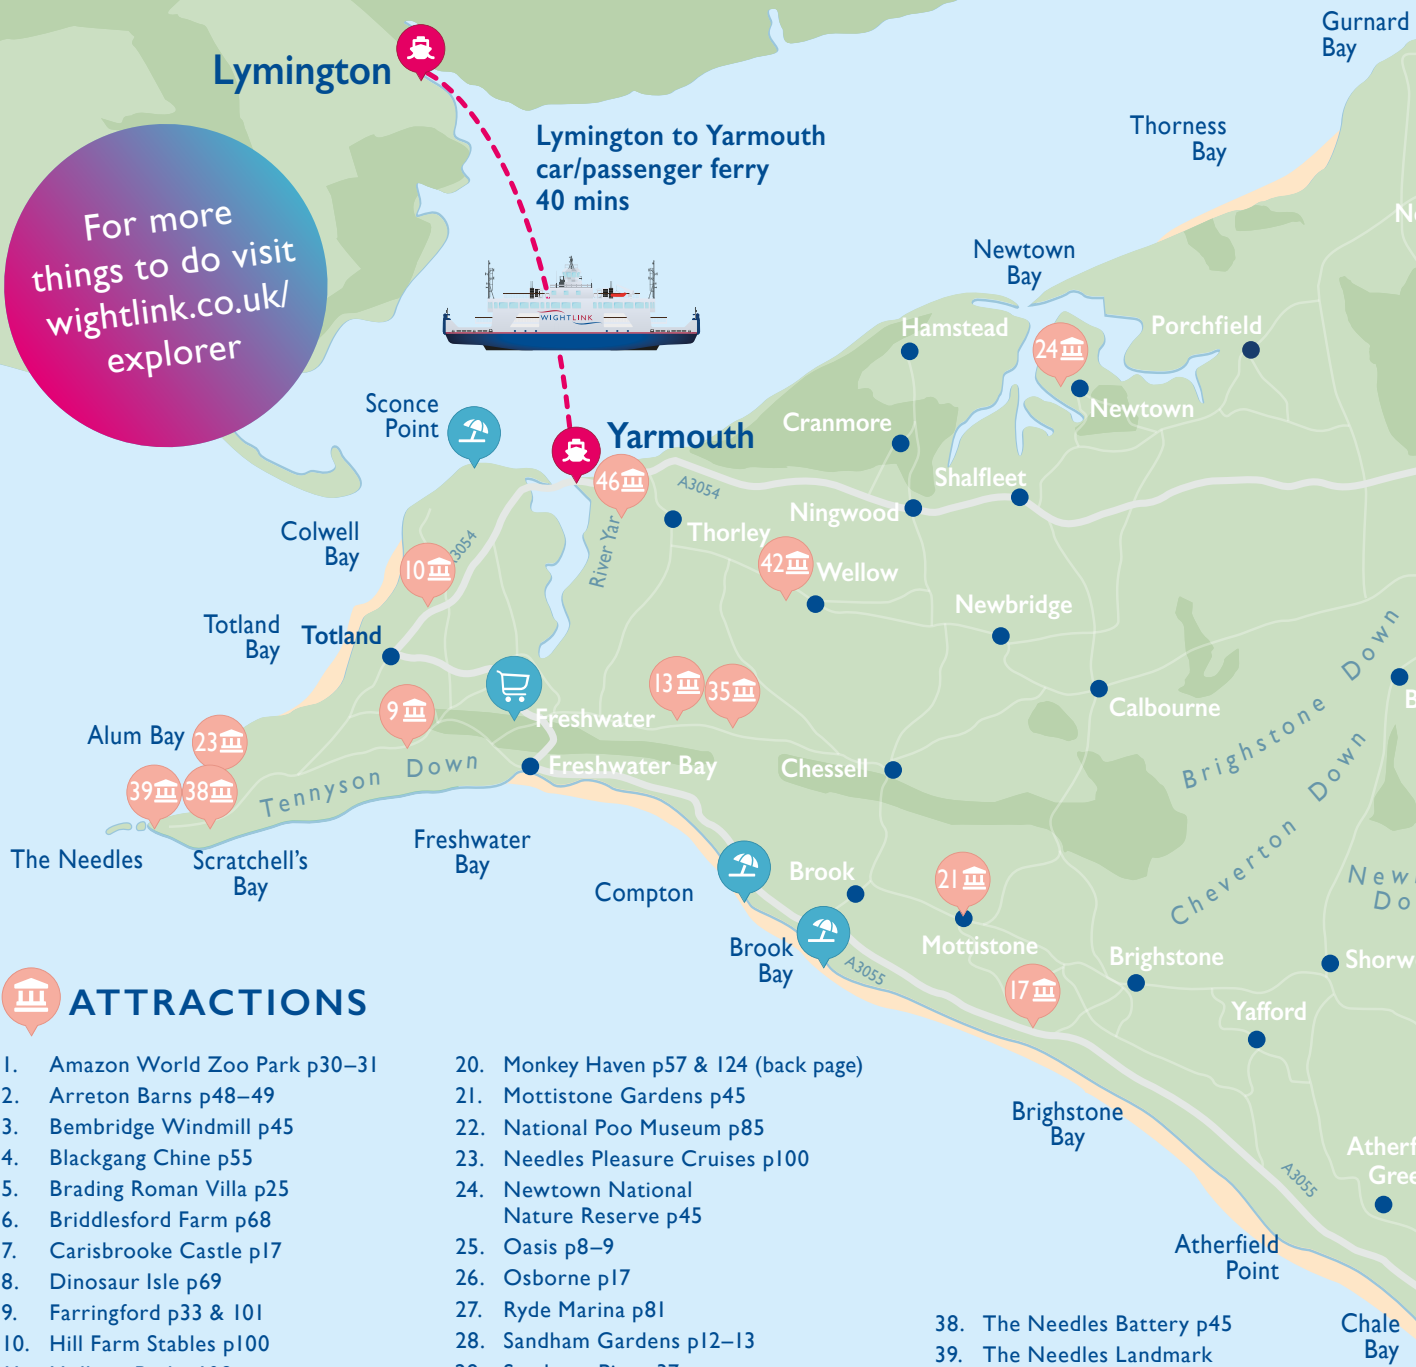 Gurnard
Bay
Lymington
Lymington to Yarmouth
car/passenger ferry
40 mins
Thorness
Bay
For more
things to do visit
wightlink.co.uk/
explorer
Newtown
Bay
WIGHTLINK
Hamstead
24
Porchfield
Sconce
Point
Newtown
Yarmouth
Cranmore
46
A3054
Shalfleet
Ningwood
Colwell
Bay
River Yar
Thorley
10
42
Wellow
Newbridge
Totland
Bay
Totland
13
35
9
Freshwater
Calbourne
Brighstone Down
Alum Bay
23
Tennyson Down
Freshwater Bay
Chessell
39
38
Cheverton Down
The Needles
Scratchell's
Bay
Freshwater
Bay
Compton
Brook
21
Mottistone
Brook
Bay
A3055
Brighstone
17
Yafford
Brighstone
Bay
A3055
Atherfield
Point
Chale
Bay
ATTRACTIONS
1. Amazon World Zoo Park p30–31
2. Arreton Barns p48–49
3. Bembridge Windmill p45
4. Blackgang Chine p55
5. Brading Roman Villa p25
6. Briddlesford Farm p68
7. Carisbrooke Castle p17
8. Dinosaur Isle p69
9. Farringford p33 & 101
10. Hill Farm Stables p100
20. Monkey Haven p57 & 124 (back page)
21. Mottistone Gardens p45
22. National Poo Museum p85
23. Needles Pleasure Cruises p100
24. Newtown National
Nature Reserve p45
25. Oasis p8–9
26. Osborne p17
27. Ryde Marina p81
28. Sandham Gardens p12–13
38. The Needles Battery p45
39. The Needles Landmark